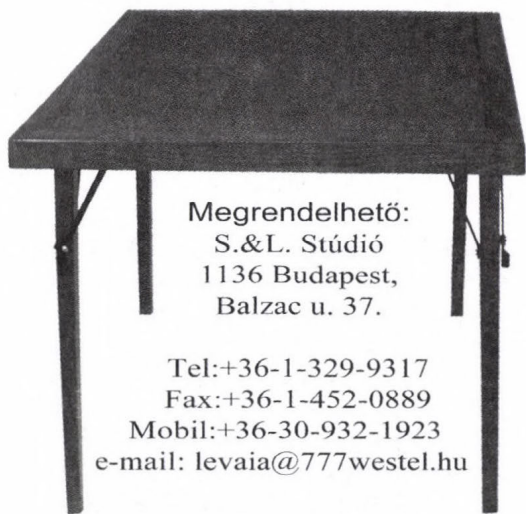 Megrendelhető:
S.&L. Stúdió
1136 Budapest,
Balzac u. 37.
Tel:+36-1-329-9317
Fax:+36-1-452-0889
Mobil:+36-30-932-1923
e-mail: levaia@777westel.hu